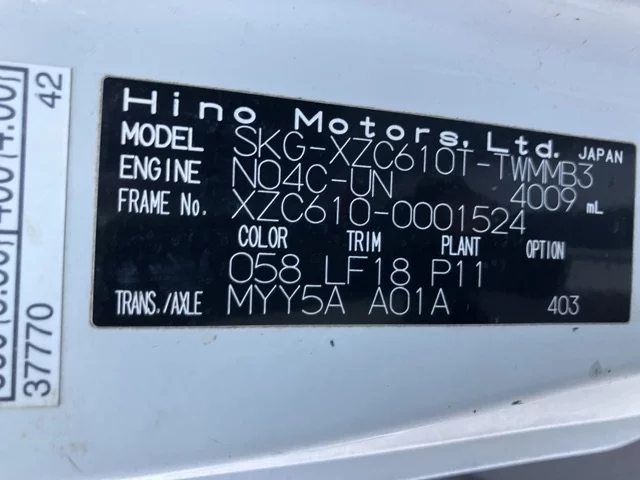 Hino Motors, Ltd. JAPAN
MODEL SKG-XZC610T-TWMMB3
ENGINE N04C-UN 4009 mL
FRAME No. XZC610-0001524
COLOR TRIM PLANT OPTION
058 LF18 P11
TRANS./AXLE MYY5A A01A 403
37770 42